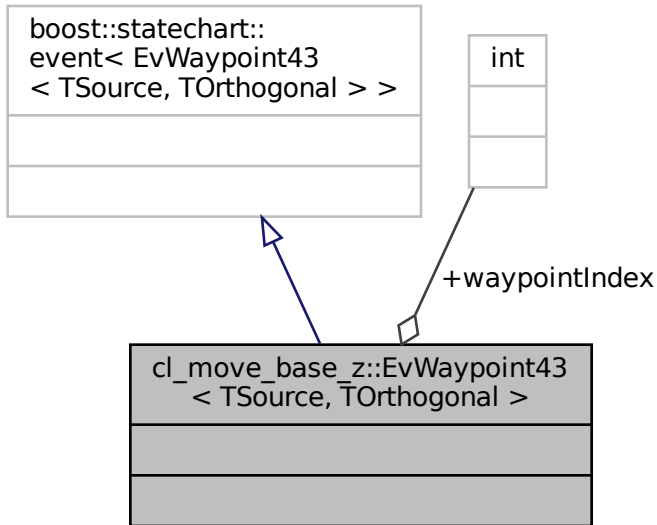 boost::statechart::
event< EvWaypoint43
< TSource, TOrthogonal > >
int
+waypointIndex
cl_move_base_z::EvWaypoint43
< TSource, TOrthogonal >